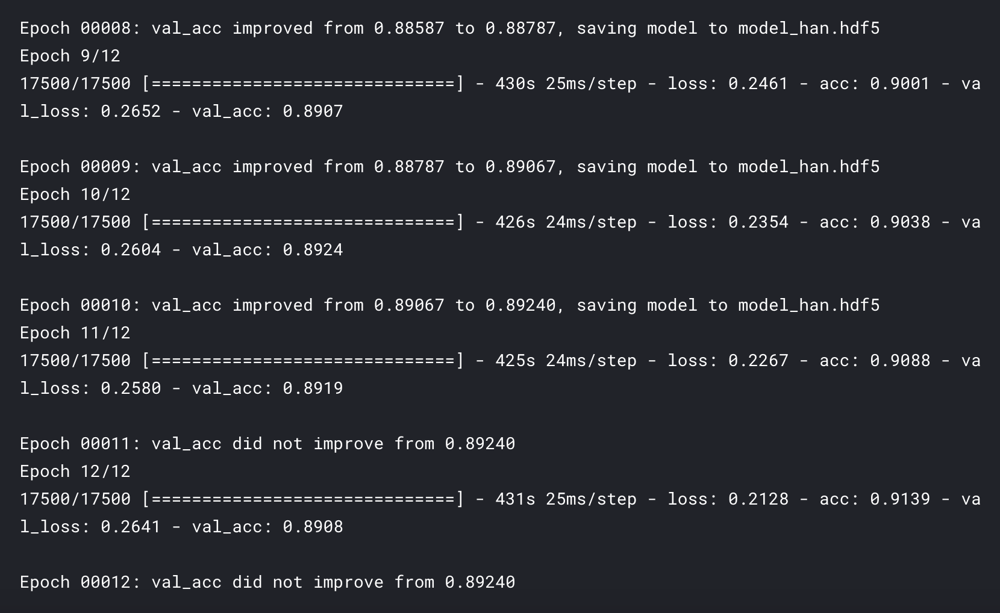 Epoch 00008: val_acc improved from 0.88587 to 0.88787, saving model to model_han.hdf5
Epoch 9/12
17500/17500 [==============================] - 430s 25ms/step - loss: 0.2461 - acc: 0.9001 - va
l_loss: 0.2652 - val_acc: 0.8907

Epoch 00009: val_acc improved from 0.88787 to 0.89067, saving model to model_han.hdf5
Epoch 10/12
17500/17500 [==============================] - 426s 24ms/step - loss: 0.2354 - acc: 0.9038 - va
l_loss: 0.2604 - val_acc: 0.8924

Epoch 00010: val_acc improved from 0.89067 to 0.89240, saving model to model_han.hdf5
Epoch 11/12
17500/17500 [==============================] - 425s 24ms/step - loss: 0.2267 - acc: 0.9088 - va
l_loss: 0.2580 - val_acc: 0.8919

Epoch 00011: val_acc did not improve from 0.89240
Epoch 12/12
17500/17500 [==============================] - 431s 25ms/step - loss: 0.2128 - acc: 0.9139 - va
l_loss: 0.2641 - val_acc: 0.8908

Epoch 00012: val_acc did not improve from 0.89240